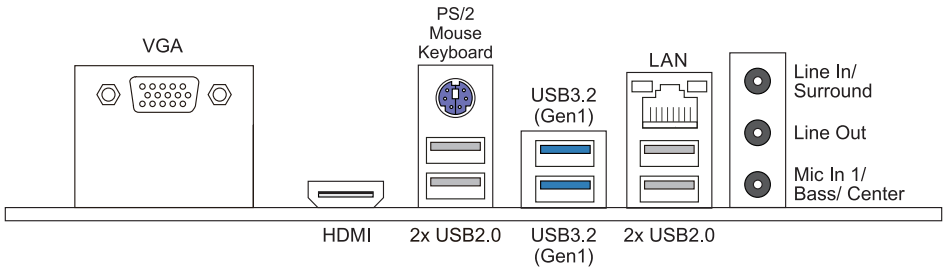 VGA
PS/2
Mouse
Keyboard
USB3.2
(Gen1)
LAN
Line In/
Surround
Line Out
Mic In 1/
Bass/ Center
HDMI
2x USB2.0
USB3.2
(Gen1)
2x USB2.0